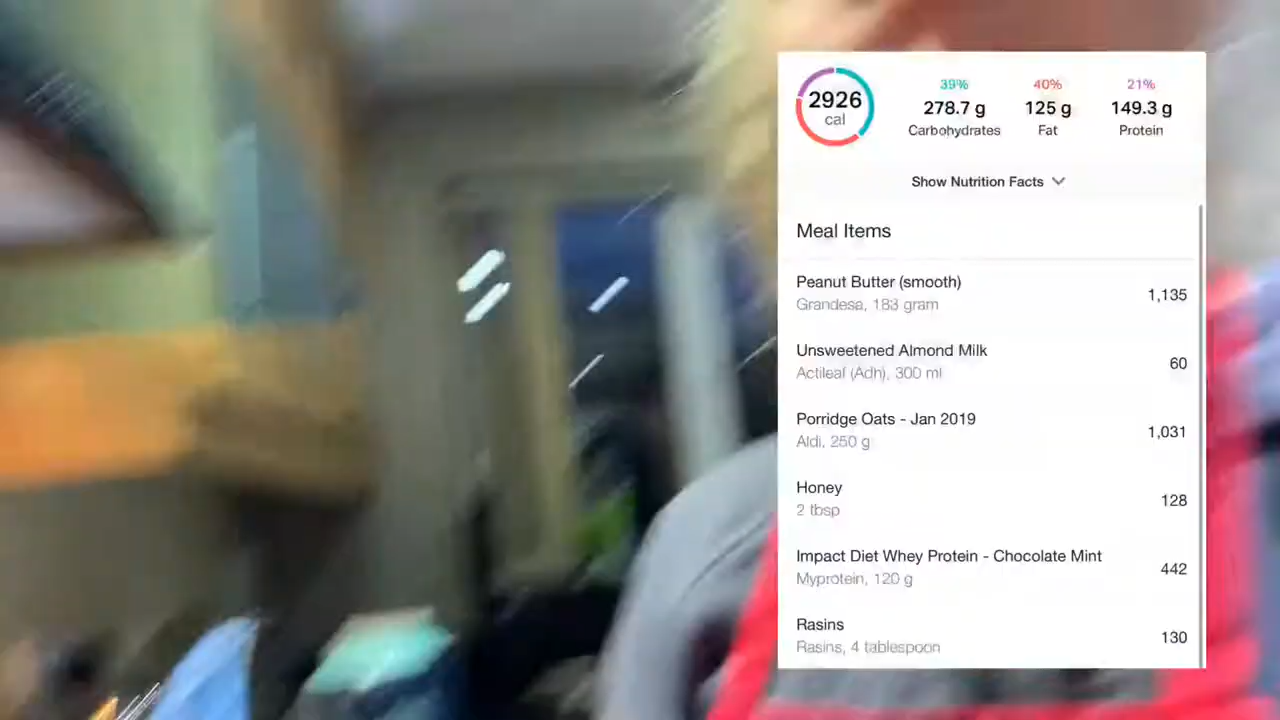 2926
cal
39%
278.7 g
Carbohydrates
40%
125 g
Fat
21%
149.3 g
Protein
Show Nutrition Facts
Meal Items
Peanut Butter (smooth)
Grandesa, 183 gram
1,135
Unsweetened Almond Milk
Actileaf (Adh), 300 ml
60
Porridge Oats - Jan 2019
Aldi, 250 g
1,031
Honey
2 tbsp
128
Impact Diet Whey Protein - Chocolate Mint
Myprotein, 120 g
442
Rasins
Rasins, 4 tablespoon
130